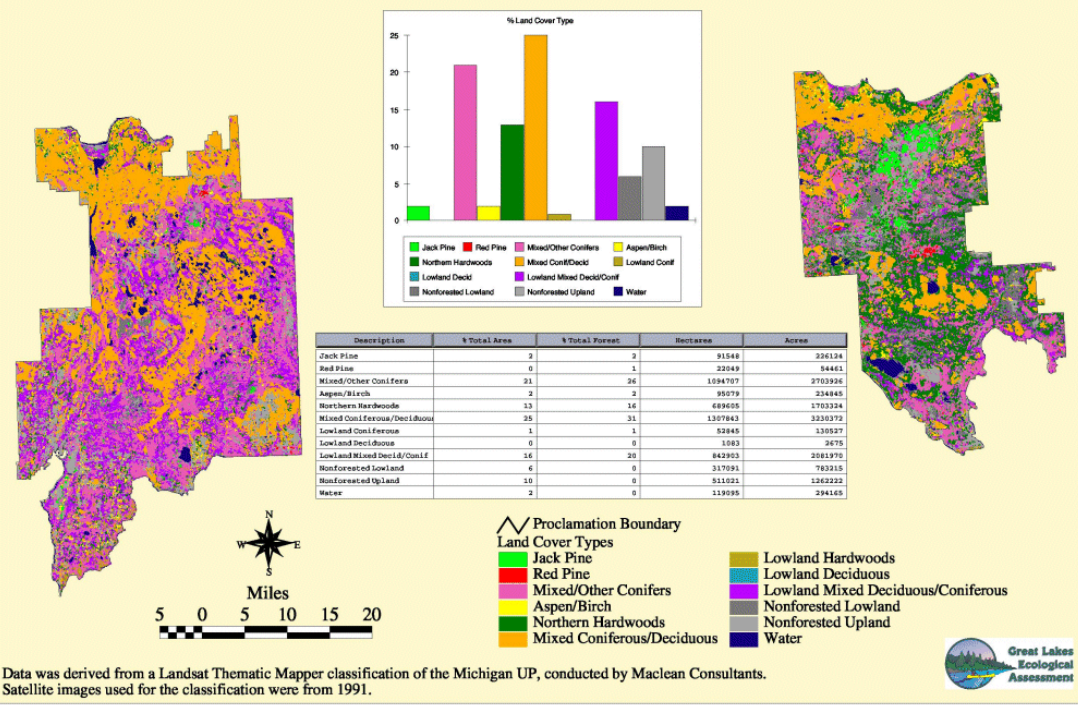 % Land Cover Type
25
20
15
10
5
0
Jack Pine Red Pine Mixed/Other Conifers Aspen/Birch
Northern Hardwoods Mixed Conif/Decid Lowland Conif
Lowland Decid Lowland Mixed Decid/Conif
Nonforested Lowland Nonforested Upland Water
Description % Total Area % Total Forest Hectares Acres
Jack Pine 2 2 91548 226124
Red Pine 0 1 22049 54461
Mixed/Other Conifers 21 26 1094707 2703926
Aspen/Birch 2 2 95079 234845
Northern Hardwoods 13 16 689605 1703324
Mixed Coniferous/Deciduou 25 31 1307843 3230372
Lowland Coniferous 1 1 52845 130527
Lowland Deciduous 0 0 1083 2675
Lowland Mixed Decid/Conif 16 20 842903 2081970
Nonforested Lowland 6 0 317091 783215
Nonforested Upland 10 0 511021 1262222
Water 2 0 119095 294165
N
W E
S
Miles
5 0 5 10 15 20
Proclamation Boundary
Land Cover Types
Jack Pine
Red Pine
Mixed/Other Conifers
Aspen/Birch
Northern Hardwoods
Mixed Coniferous/Deciduous
Lowland Hardwoods
Lowland Deciduous
Lowland Mixed Deciduous/Coniferous
Nonforested Lowland
Nonforested Upland
Water
Great Lakes
Ecological
Assessment
Data was derived from a Landsat Thematic Mapper classification of the Michigan UP, conducted by Maclean Consultants.
Satellite images used for the classification were from 1991.